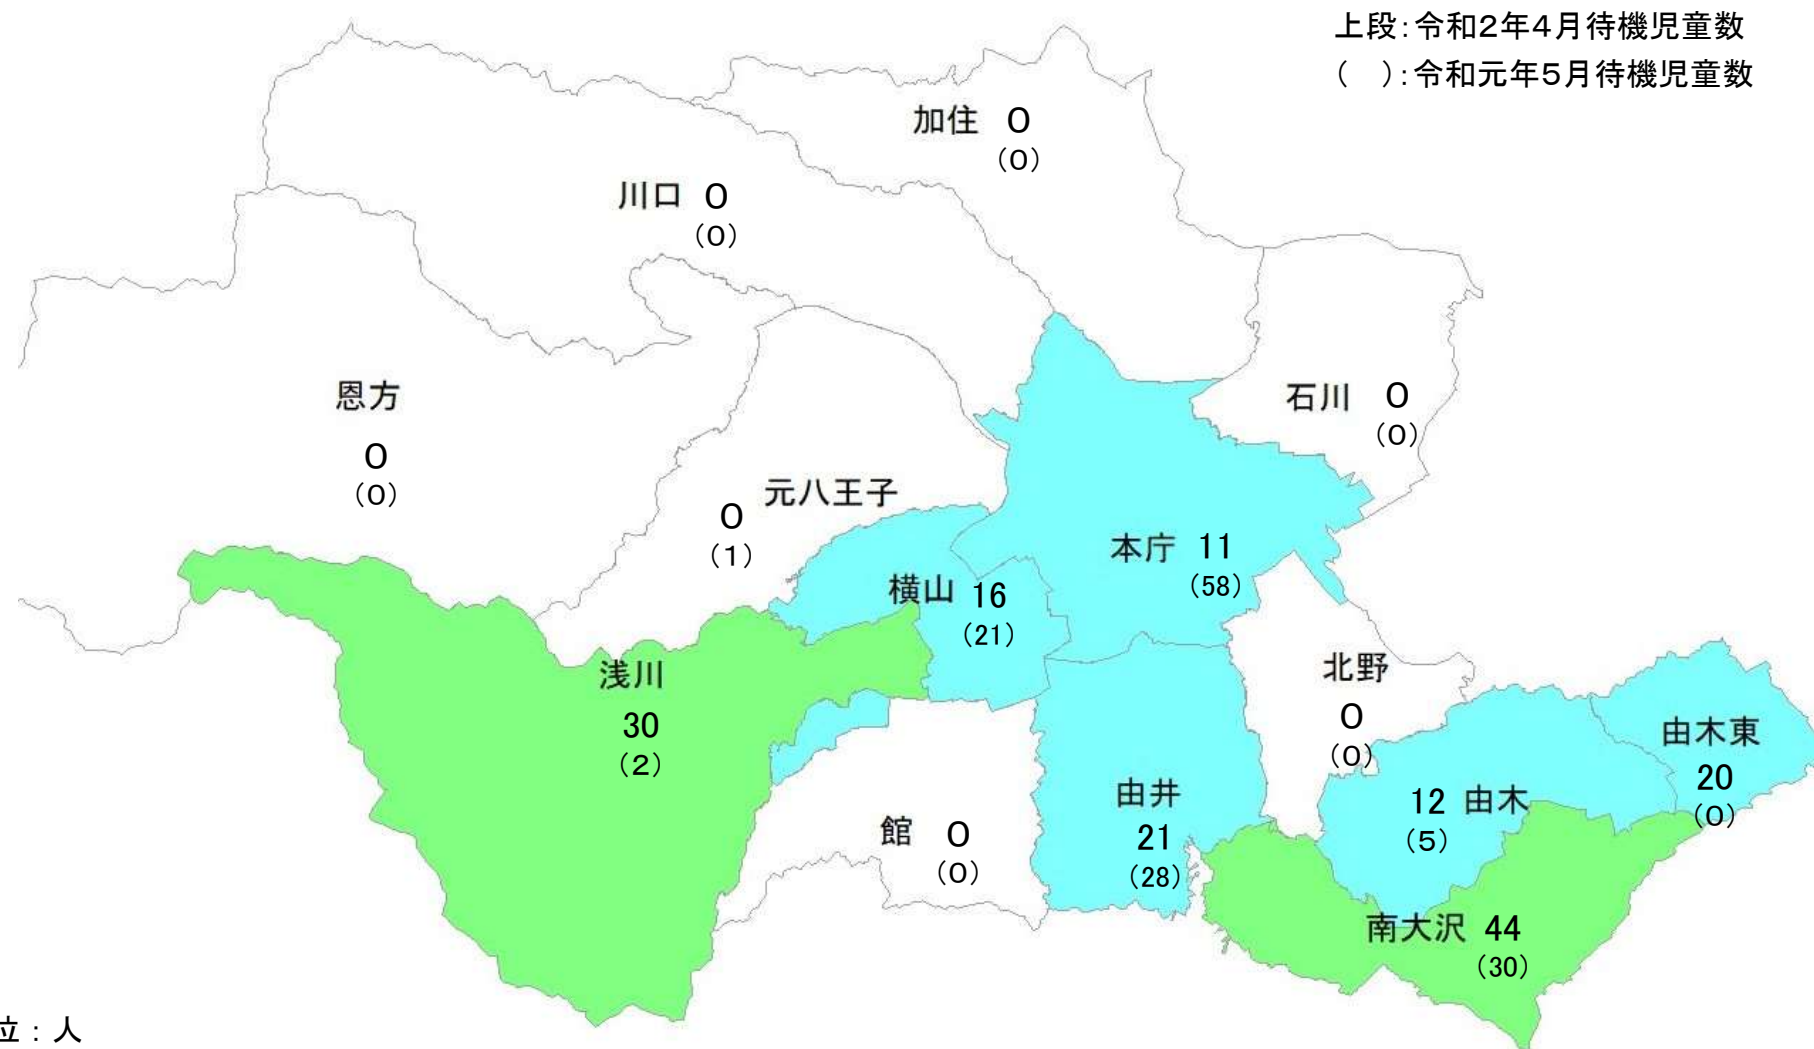 上段:令和2年4月待機児童数
(　):令和元年5月待機児童数
加住 0
(0)
川口 0
(0)
恩方
0
(0)
石川 0
(0)
元八王子
0
(1)
本庁 11
(58)
横山 16
(21)
浅川
30
(2)
北野
0
(0)
由木東
20
(0)
館 0
(0)
由井
21
(28)
12 由木
(5)
南大沢 44
(30)
位：人